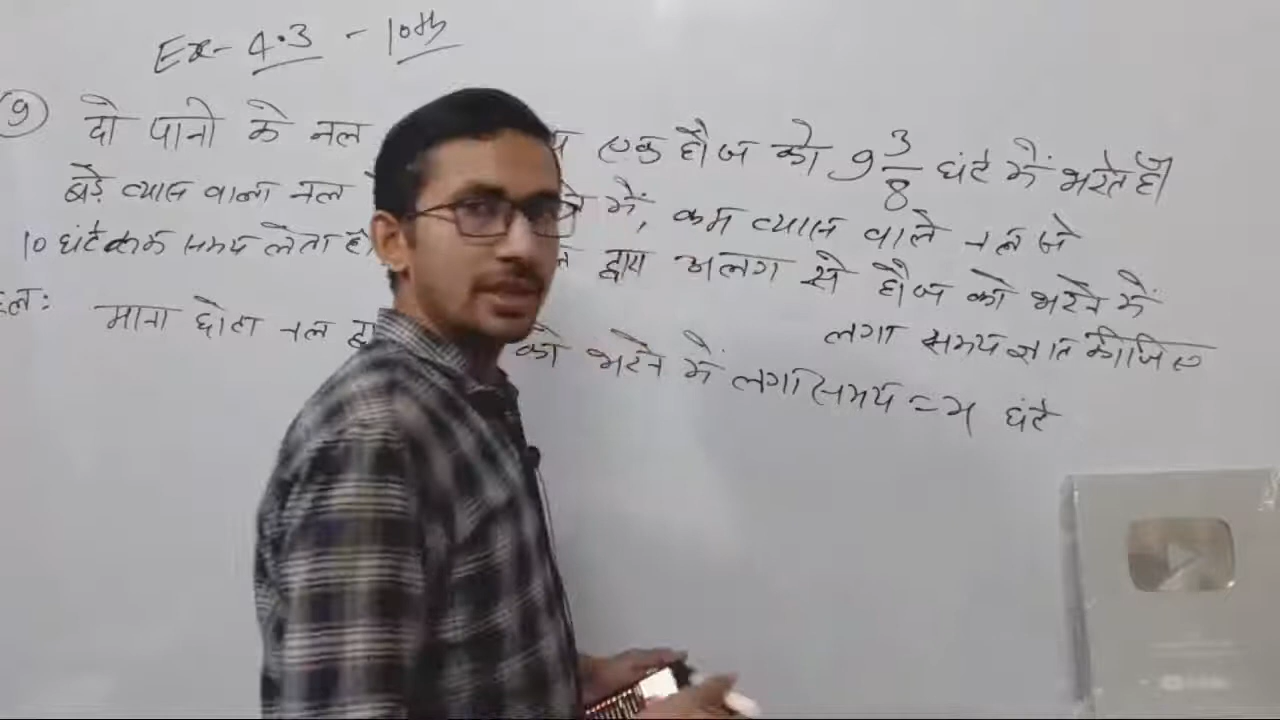 Ex- 4.3 - 10th
9 दो पानी के नल एक हौज को 9 3/8 घंटे में भरते हैं
बड़े व्यास वाला नल में, कम व्यास वाले नल से
10 घंटे कम समय लेता है द्वारा अलग से हौज को भरने में
लगा समय ज्ञात कीजिए
हल: माना छोटा नल को भरने में लगा समय = x घंटे